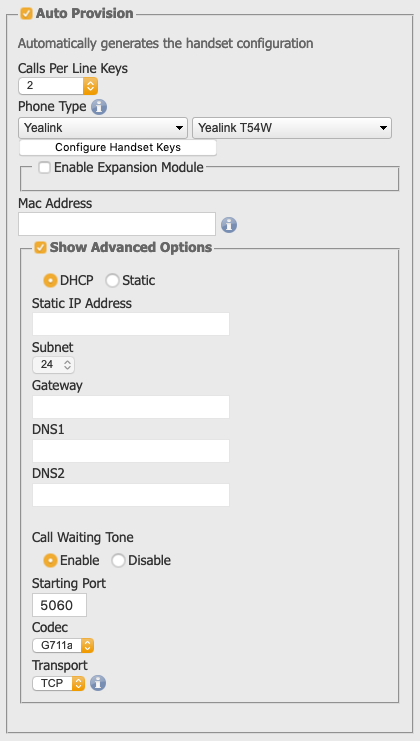 Auto Provision
Automatically generates the handset configuration
Calls Per Line Keys
2
Phone Type
Yealink Yealink T54W
Configure Handset Keys
Enable Expansion Module
Mac Address
Show Advanced Options
DHCP Static
Static IP Address
Subnet
24
Gateway
DNS1
DNS2
Call Waiting Tone
Enable Disable
Starting Port
5060
Codec
G711a
Transport
TCP